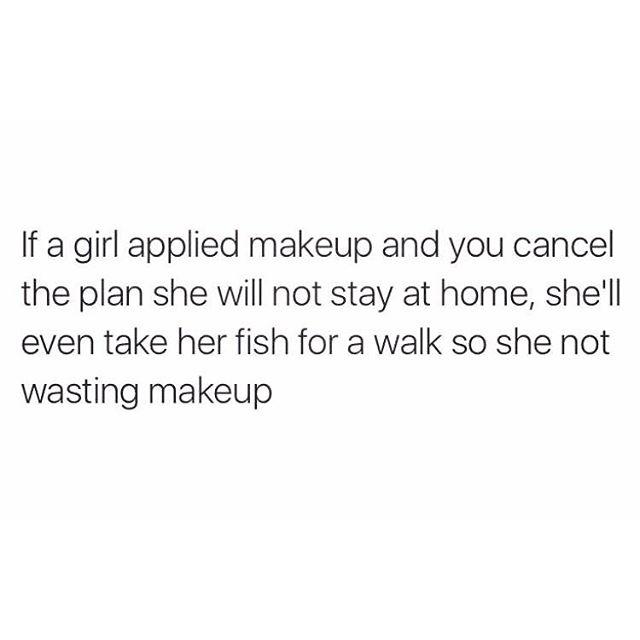 If a girl applied makeup and you cancel
the plan she will not stay at home, she'll
even take her fish for a walk so she not
wasting makeup